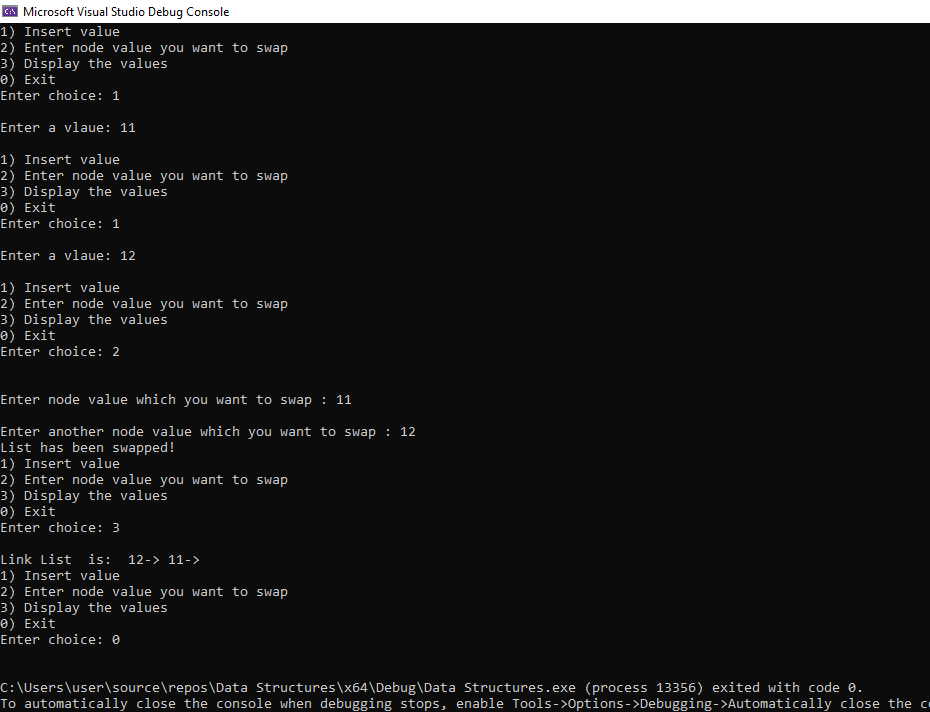 Microsoft Visual Studio Debug Console
1) Insert value
2) Enter node value you want to swap
3) Display the values
0) Exit
Enter choice: 1
Enter a vlaue: 11
1) Insert value
2) Enter node value you want to swap
3) Display the values
0) Exit
Enter choice: 1
Enter a vlaue: 12
1) Insert value
2) Enter node value you want to swap
3) Display the values
0) Exit
Enter choice: 2
Enter node value which you want to swap : 11
Enter another node value which you want to swap : 12
List has been swapped!
1) Insert value
2) Enter node value you want to swap
3) Display the values
0) Exit
Enter choice: 3
Link List  is:  12-> 11->
1) Insert value
2) Enter node value you want to swap
3) Display the values
0) Exit
Enter choice: 0
C:\Users\user\source\repos\Data Structures\x64\Debug\Data Structures.exe (process 13356) exited with code 0.
To automatically close the console when debugging stops, enable Tools->Options->Debugging->Automatically close the